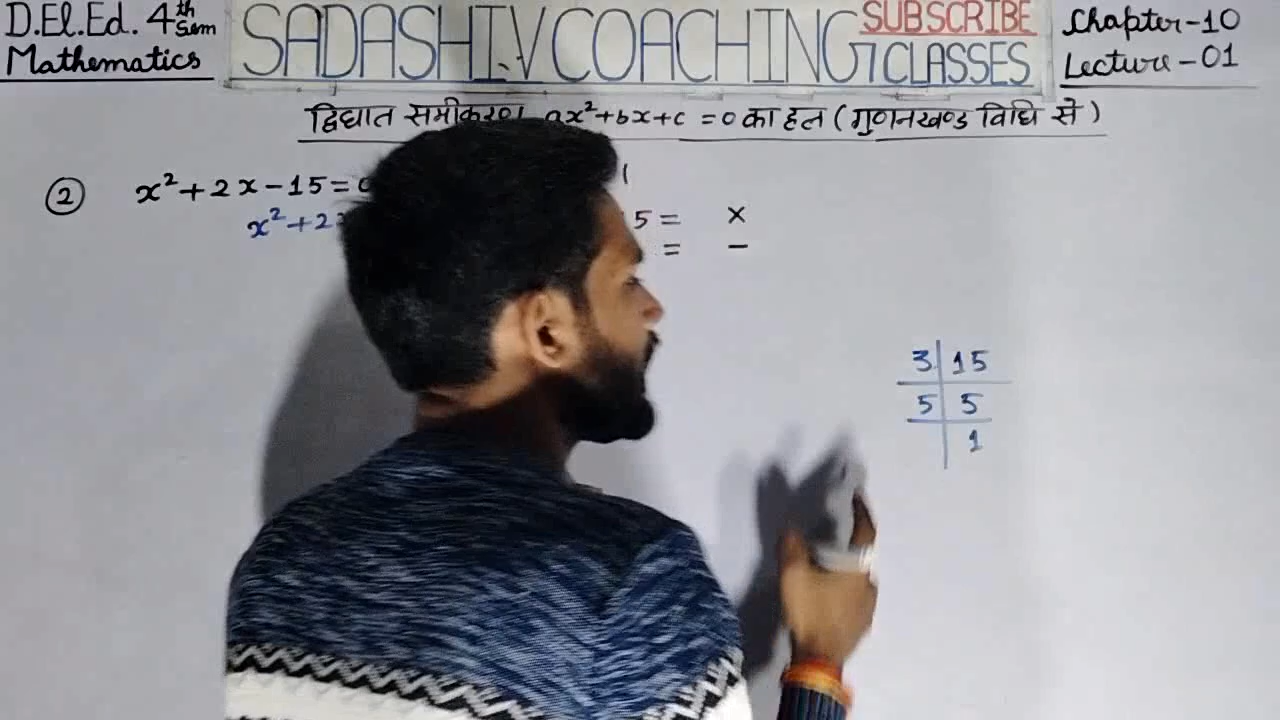 D.El.Ed. 4th Sem
Mathematics
SADASHIV COACHING CLASSES
SUBSCRIBE
Chapter-10
Lecture-01
द्विघात समीकरण ax²+bx+c =0 का हल (गुणनखण्ड विधि से)
② x²+2x-15=
x²+2
5 = ×
= -
3 | 15
5 | 5
1